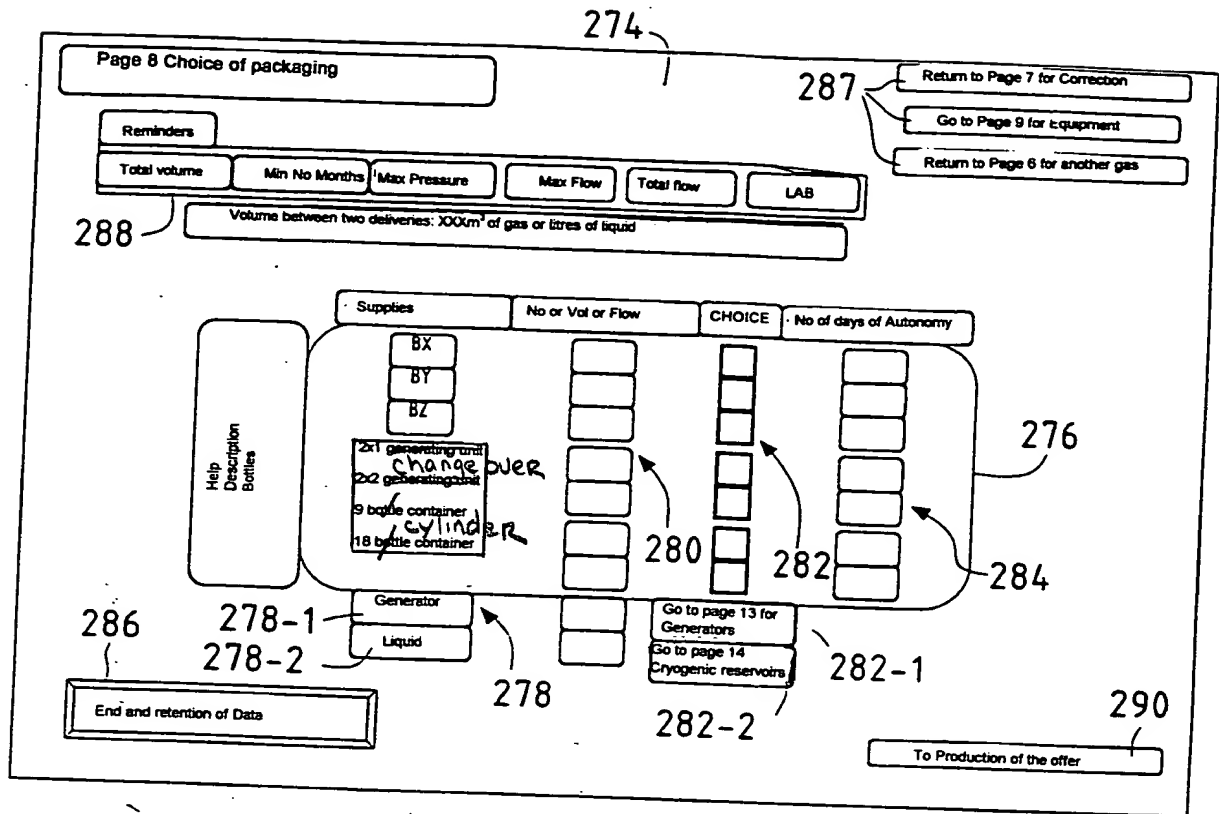 274
Page 8 Choice of packaging
287
Return to Page 7 for Correction
Go to Page 9 for Equipment
Return to Page 6 for another gas
Reminders
Total volume Min No Months Max Pressure Max Flow Total flow LAB
288
Volume between two deliveries: XXXm³ of gas or litres of liquid
Supplies No or Vol or Flow CHOICE No of days of Autonomy
Help
Description
Bottles
BX
BY
BZ
2x1 generating unit
change over
2x2 generating unit
9 bottle container
cylinder
18 bottle container
276
280
282
284
278-1
Generator
278-2
Liquid
278
Go to page 13 for
Generators
282-1
Go to page 14
Cryogenic reservoirs
282-2
286
End and retention of Data
290
To Production of the offer